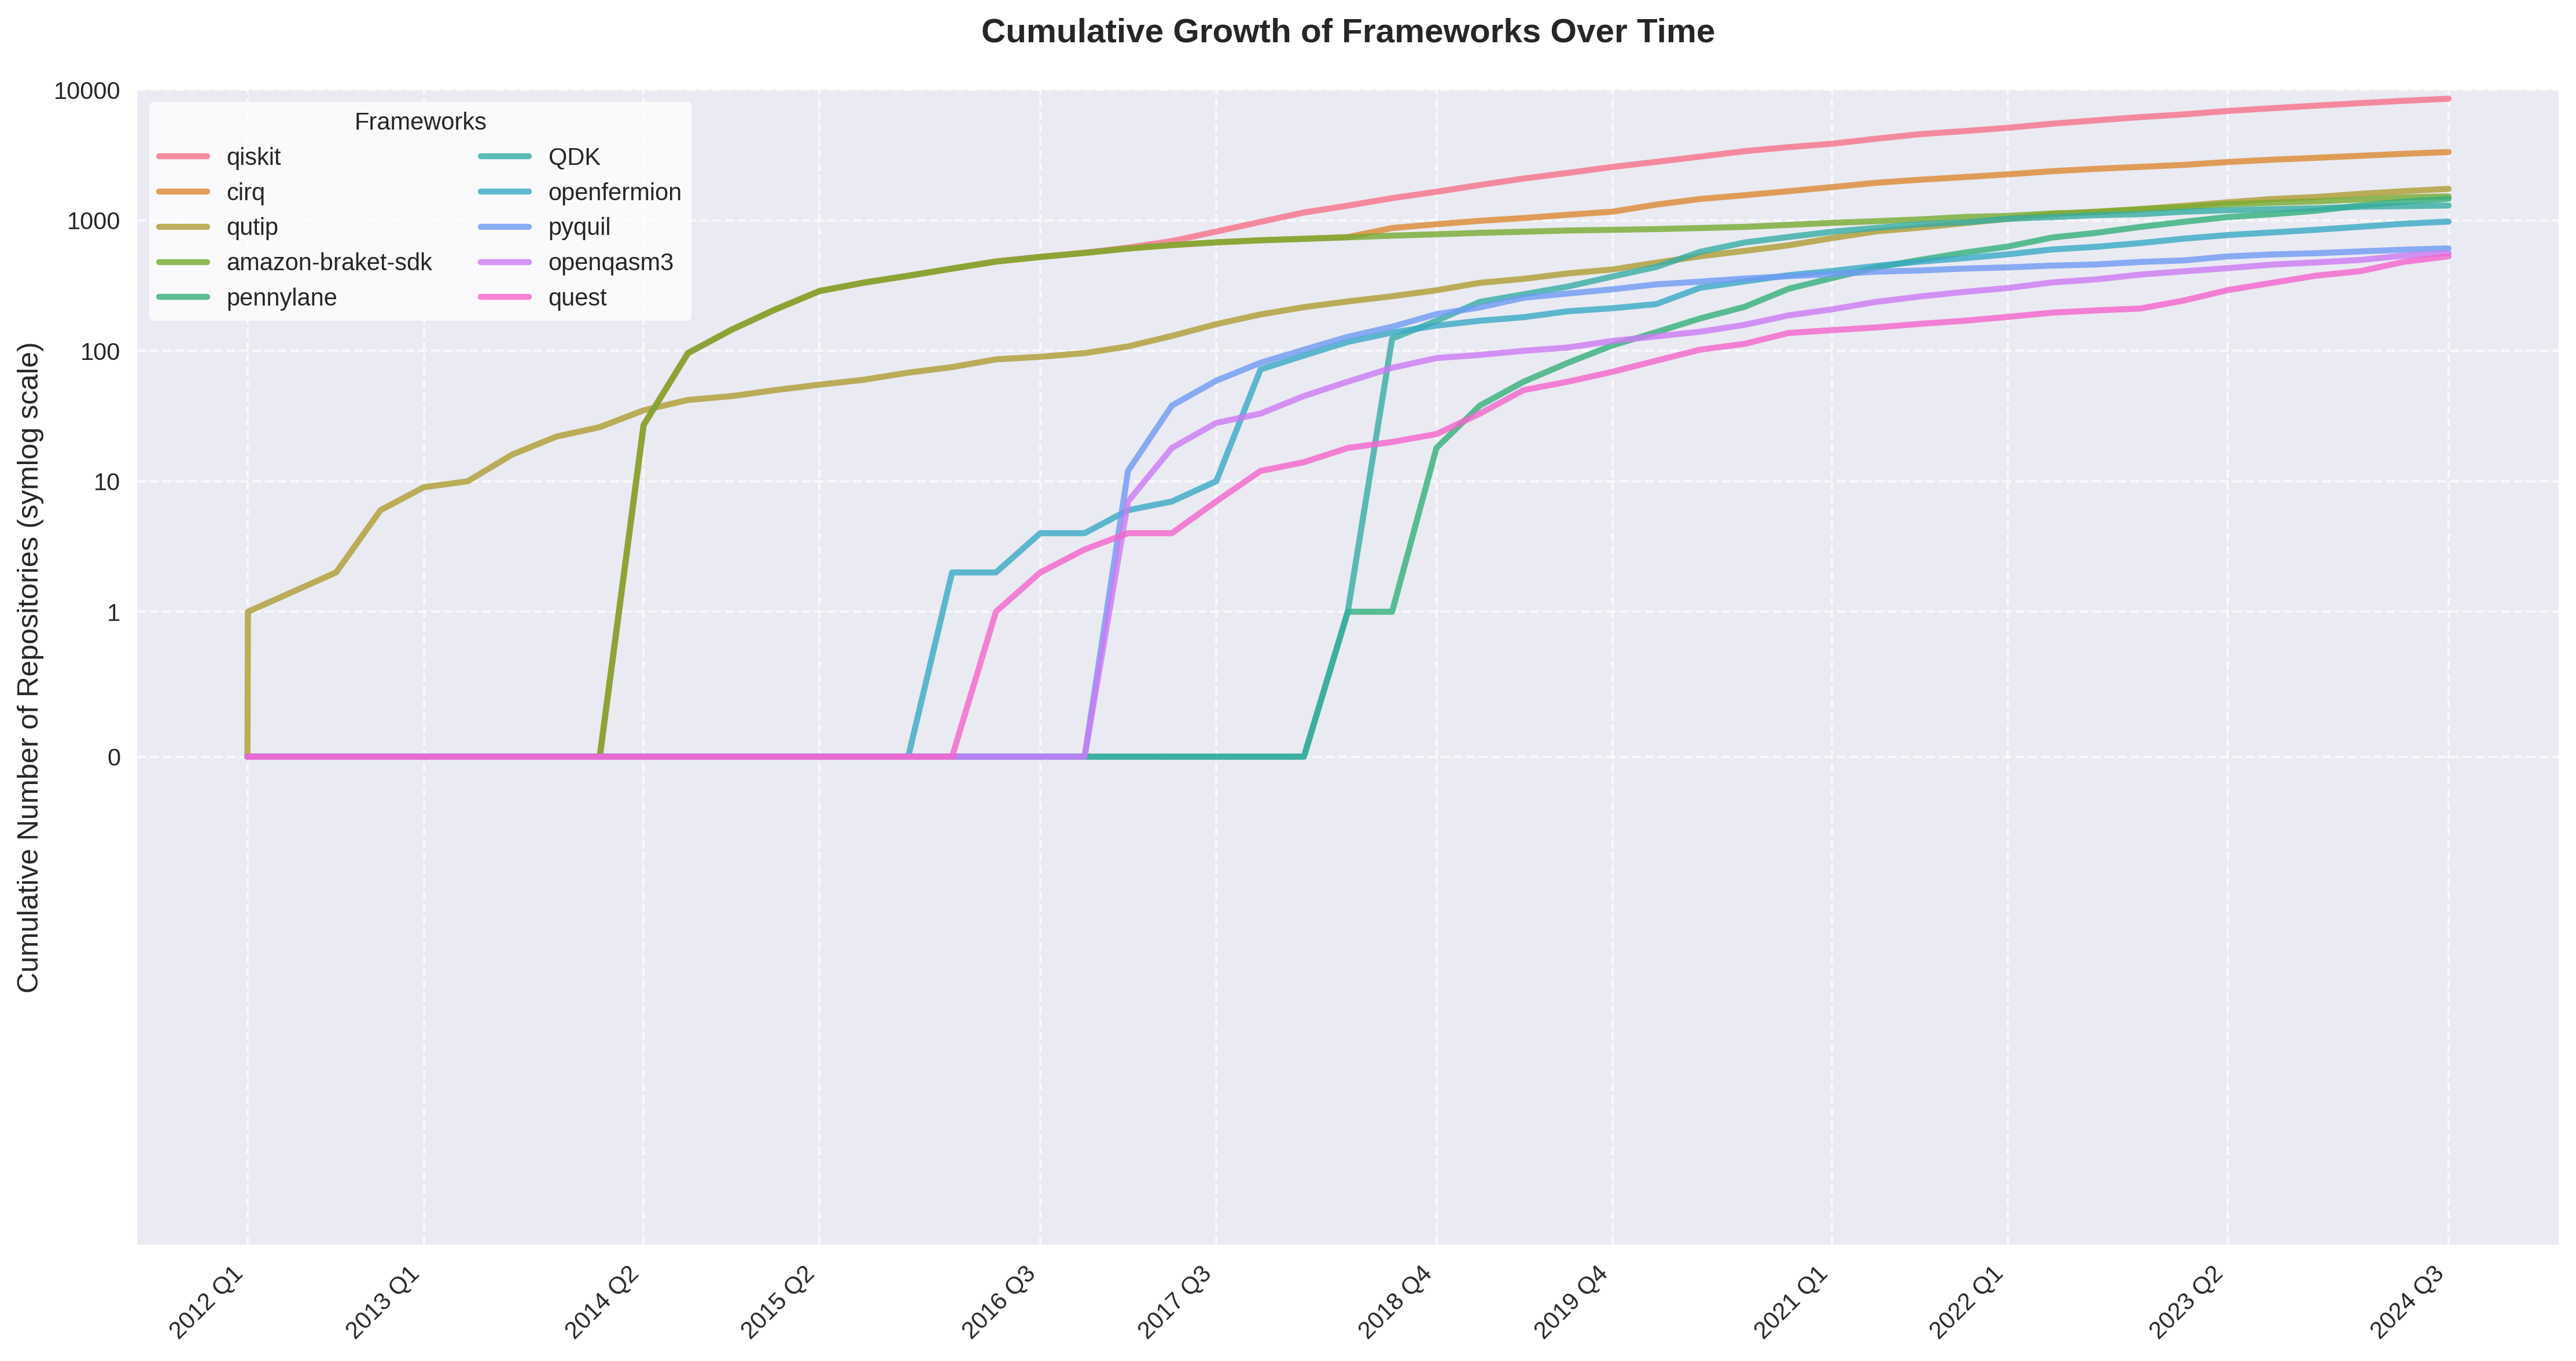 Cumulative Growth of Frameworks Over Time
Cumulative Number of Repositories (symlog scale)
10000
1000
100
10
1
0
Frameworks
qiskit
cirq
qutip
amazon-braket-sdk
pennylane
QDK
openfermion
pyquil
openqasm3
quest
2012 Q1
2013 Q1
2014 Q2
2015 Q2
2016 Q3
2017 Q3
2018 Q4
2019 Q4
2021 Q1
2022 Q1
2023 Q2
2024 Q3